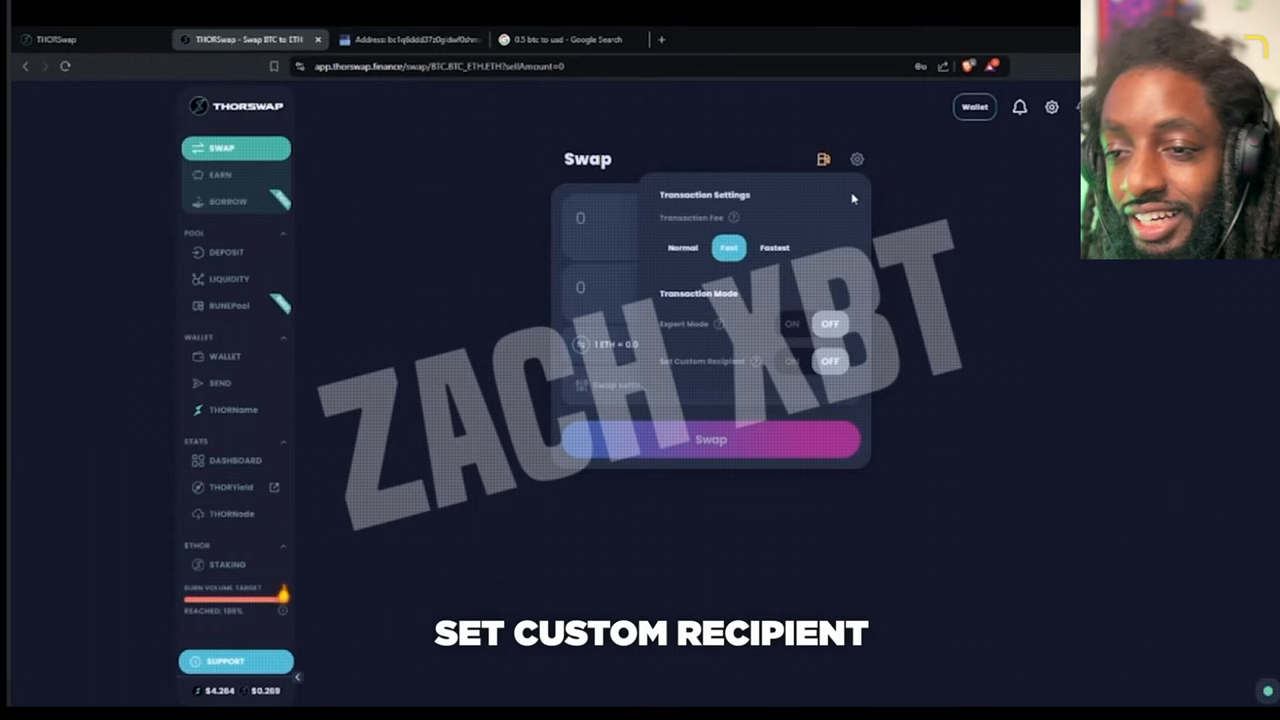 THORSwap
THORSwap - Swap BTC to ETH
Address: bc1q6ddd37z0gjdwf0shm
0.5 btc to usd - Google Search
app.thorswap.finance/swap/BTC.BTC_ETH.ETH?sellAmount=0
THORSWAP
Wallet
SWAP
EARN
BORROW
POOL
DEPOSIT
LIQUIDITY
RUNEPool
WALLET
WALLET
SEND
THORName
STATS
DASHBOARD
THORYield
THORNode
$THOR
STAKING
BURN VOLUME TARGET
REACHED: 108%
SUPPORT
$4.264 $0.269
Swap
0
0
1 ETH = 0.0
Swap
Transaction Settings
Transaction Fee
Normal Fast Fastest
Transaction Mode
Expert Mode ON OFF
Set Custom Recipient ON OFF
Swap
ZACH XBT
SET CUSTOM RECIPIENT